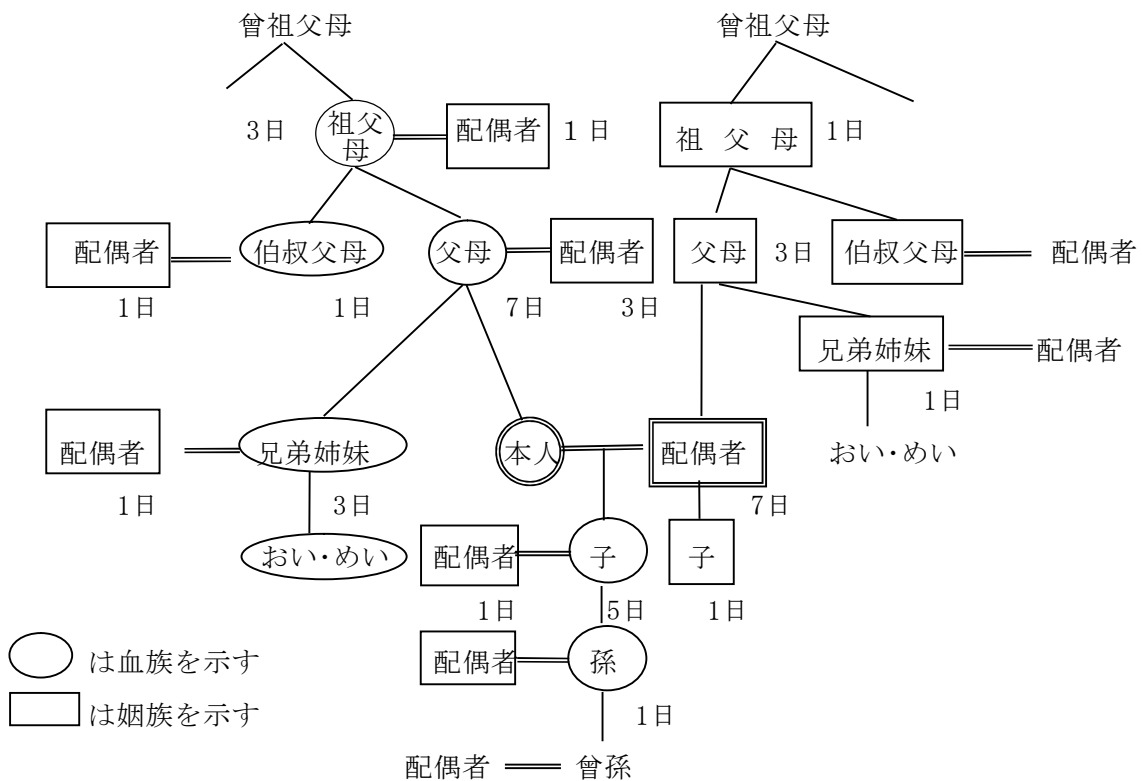 曾祖父母
曾祖父母
3日
祖父
母
配偶者
1日
祖 父 母
1日
配偶者
1日
伯叔父母
1日
父母
7日
配偶者
3日
父母
3日
伯叔父母
配偶者
兄弟姉妹
配偶者
1日
おい・めい
配偶者
1日
兄弟姉妹
3日
本人
配偶者
7日
おい・めい
配偶者
1日
子
5日
子
1日
配偶者
孫
1日
配偶者
曾孫
は血族を示す
は姻族を示す